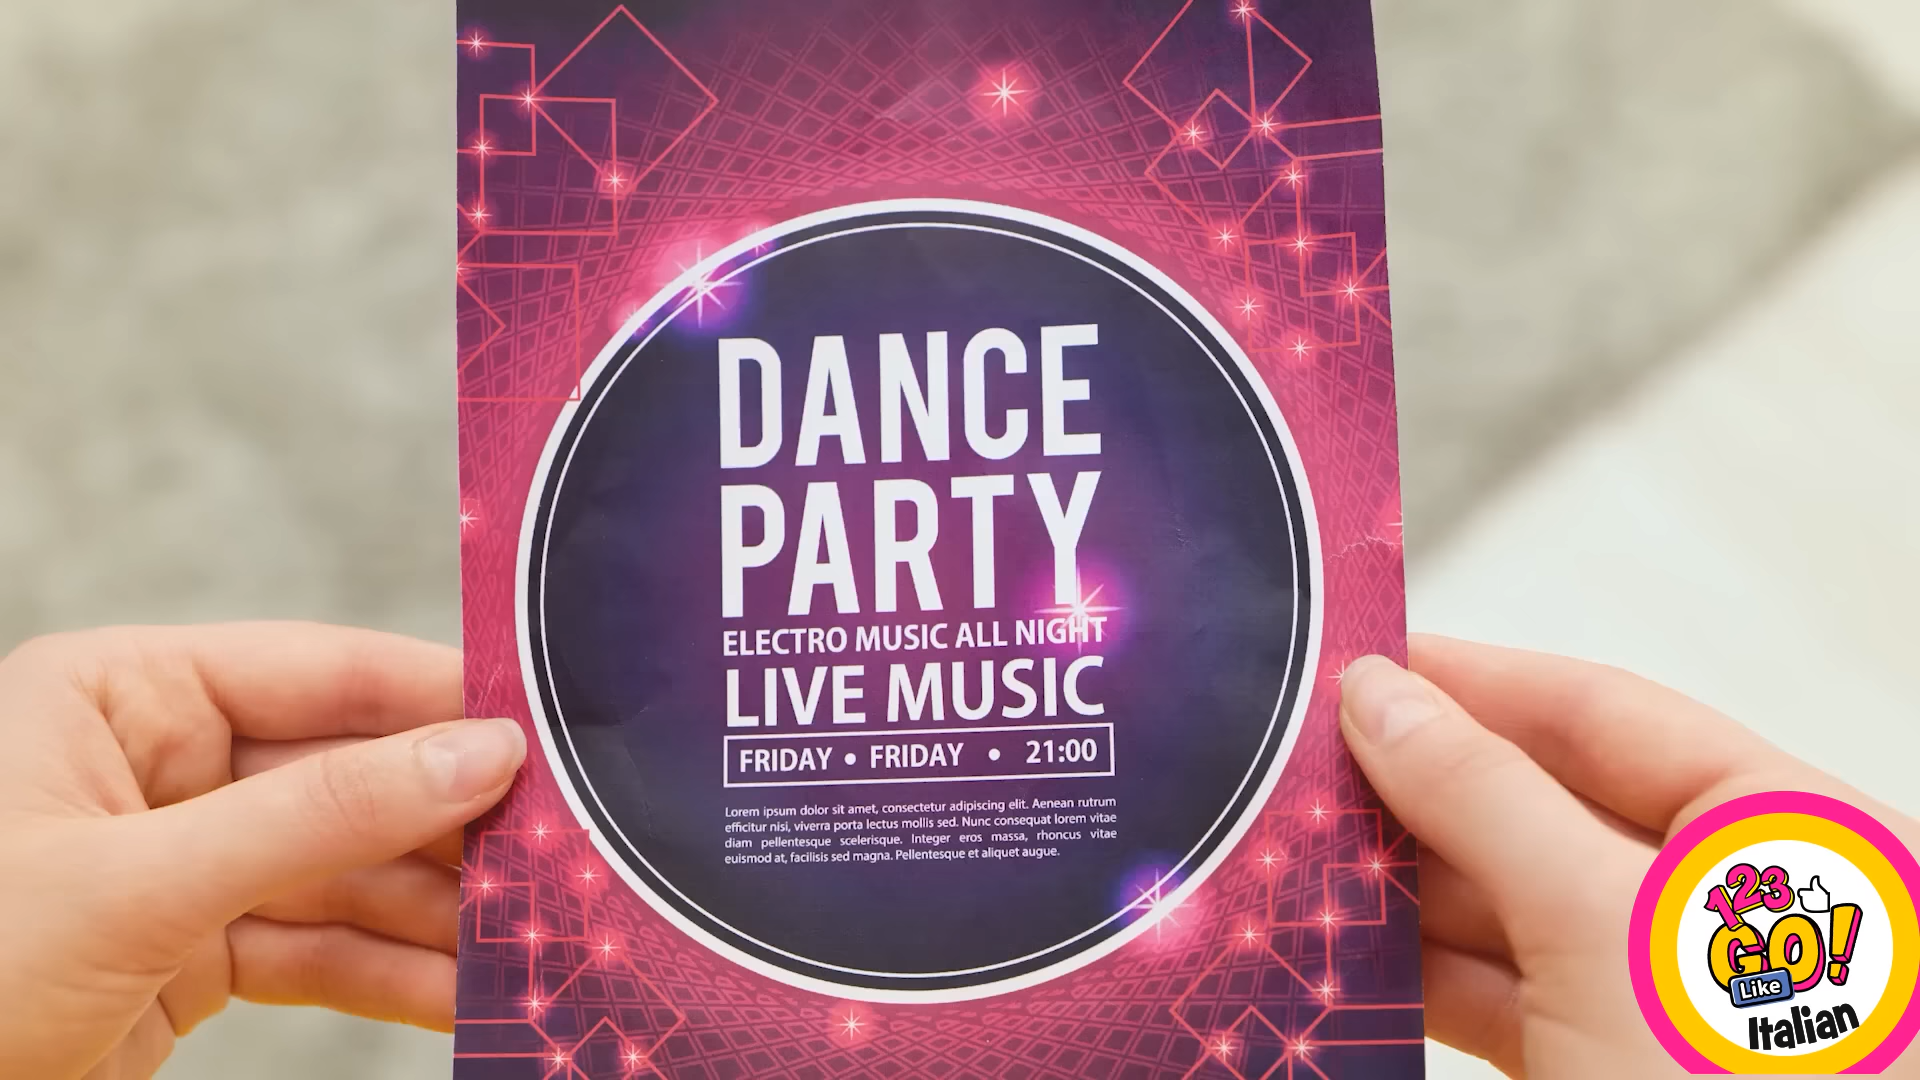 DANCE
PARTY
ELECTRO MUSIC ALL NIGHT
LIVE MUSIC
FRIDAY • FRIDAY • 21:00
Lorem ipsum dolor sit amet, consectetur adipiscing elit. Aenean rutrum
efficitur nisi, viverra porta lectus mollis sed. Nunc consequat lorem vitae
diam pellentesque scelerisque. Integer eros massa, rhoncus vitae
euismod at, facilisis sed magna. Pellentesque et aliquet augue.
123
GO!
Like
Italian